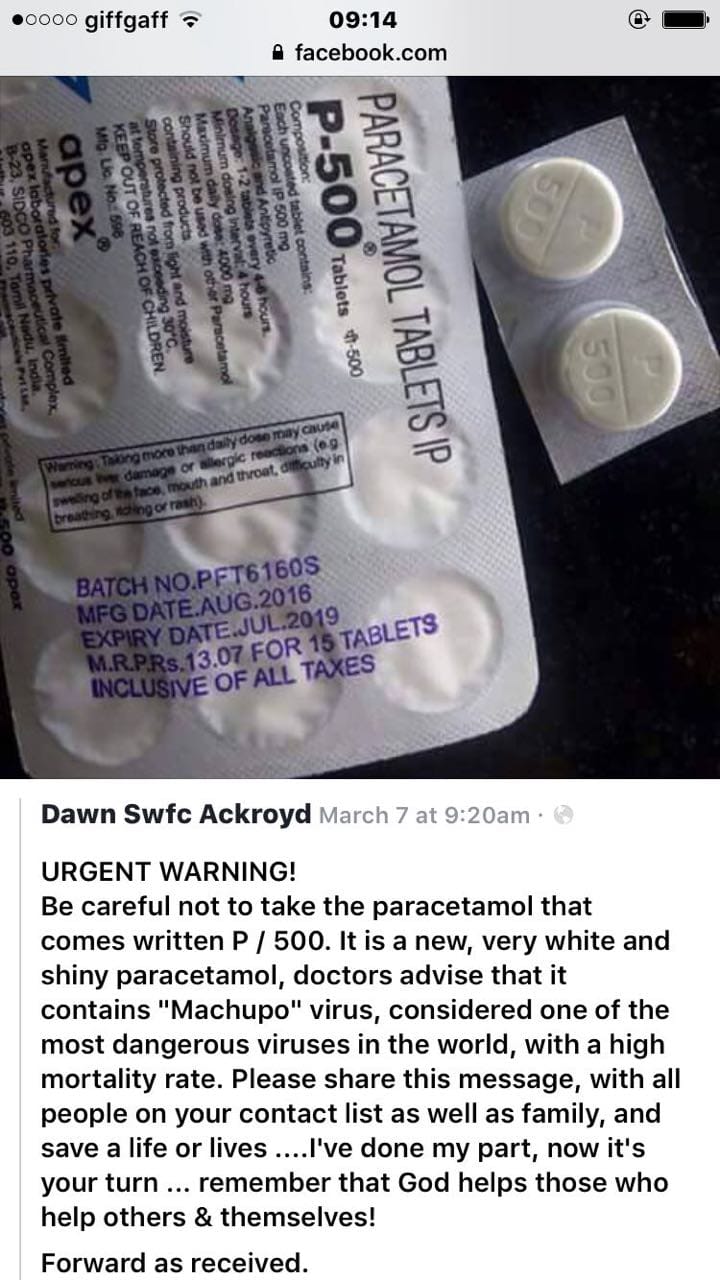 giffgaff
09:14
facebook.com
PARACETAMOL TABLETS IP
P-500® Tablets पी-500
Composition:
Each uncoated tablet contains:
Paracetamol IP 500 mg
Analgesic and Antipyretic
Dosage: 1-2 tablets every 4-6 hours.
Minimum dosing interval: 4 hours
Maximum daily dose: 4000 mg
Should not be used with other Paracetamol
containing products.
Store protected from light and moisture
at temperatures not exceeding 30°C.
KEEP OUT OF REACH OF CHILDREN.
Mfg. Lic. No.: 598
apex®
Manufactured for:
apex laboratories private limited
B-23, SIDCO Pharmaceutical Complex,
603 110, Tamil Nadu, India.
Warning: Taking more than daily dose may cause
serious liver damage or allergic reactions (e.g.
swelling of the face, mouth and throat, difficulty in
breathing, itching or rash).
BATCH NO.PFT6160S
MFG DATE.AUG.2016
EXPIRY DATE.JUL.2019
M.R.P.Rs.13.07 FOR 15 TABLETS
INCLUSIVE OF ALL TAXES
P
500
P
500
Dawn Swfc Ackroyd March 7 at 9:20am ·
URGENT WARNING!
Be careful not to take the paracetamol that
comes written P / 500. It is a new, very white and
shiny paracetamol, doctors advise that it
contains "Machupo" virus, considered one of the
most dangerous viruses in the world, with a high
mortality rate. Please share this message, with all
people on your contact list as well as family, and
save a life or lives ....I've done my part, now it's
your turn ... remember that God helps those who
help others & themselves!
Forward as received.